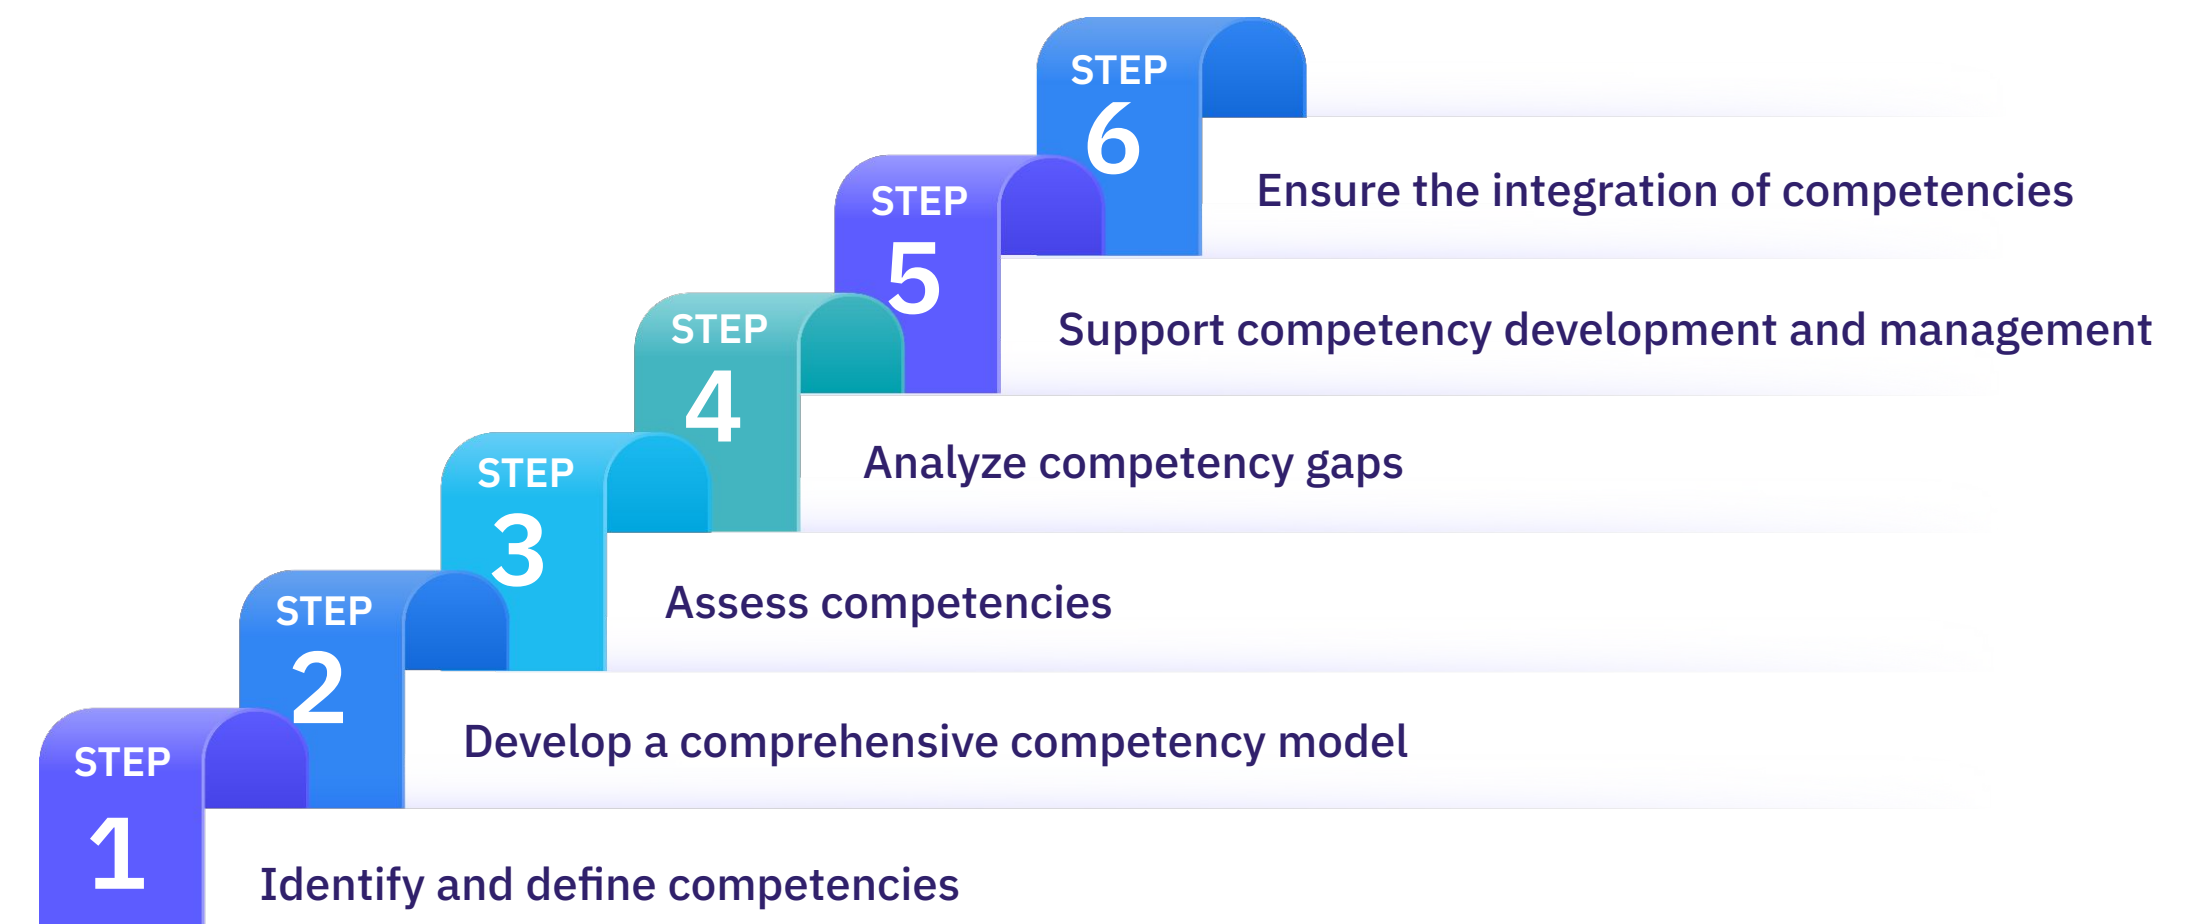 STEP
6
Ensure the integration of competencies
STEP
5
Support competency development and management
STEP
4
Analyze competency gaps
STEP
3
Assess competencies
STEP
2
Develop a comprehensive competency model
STEP
1
Identify and define competencies